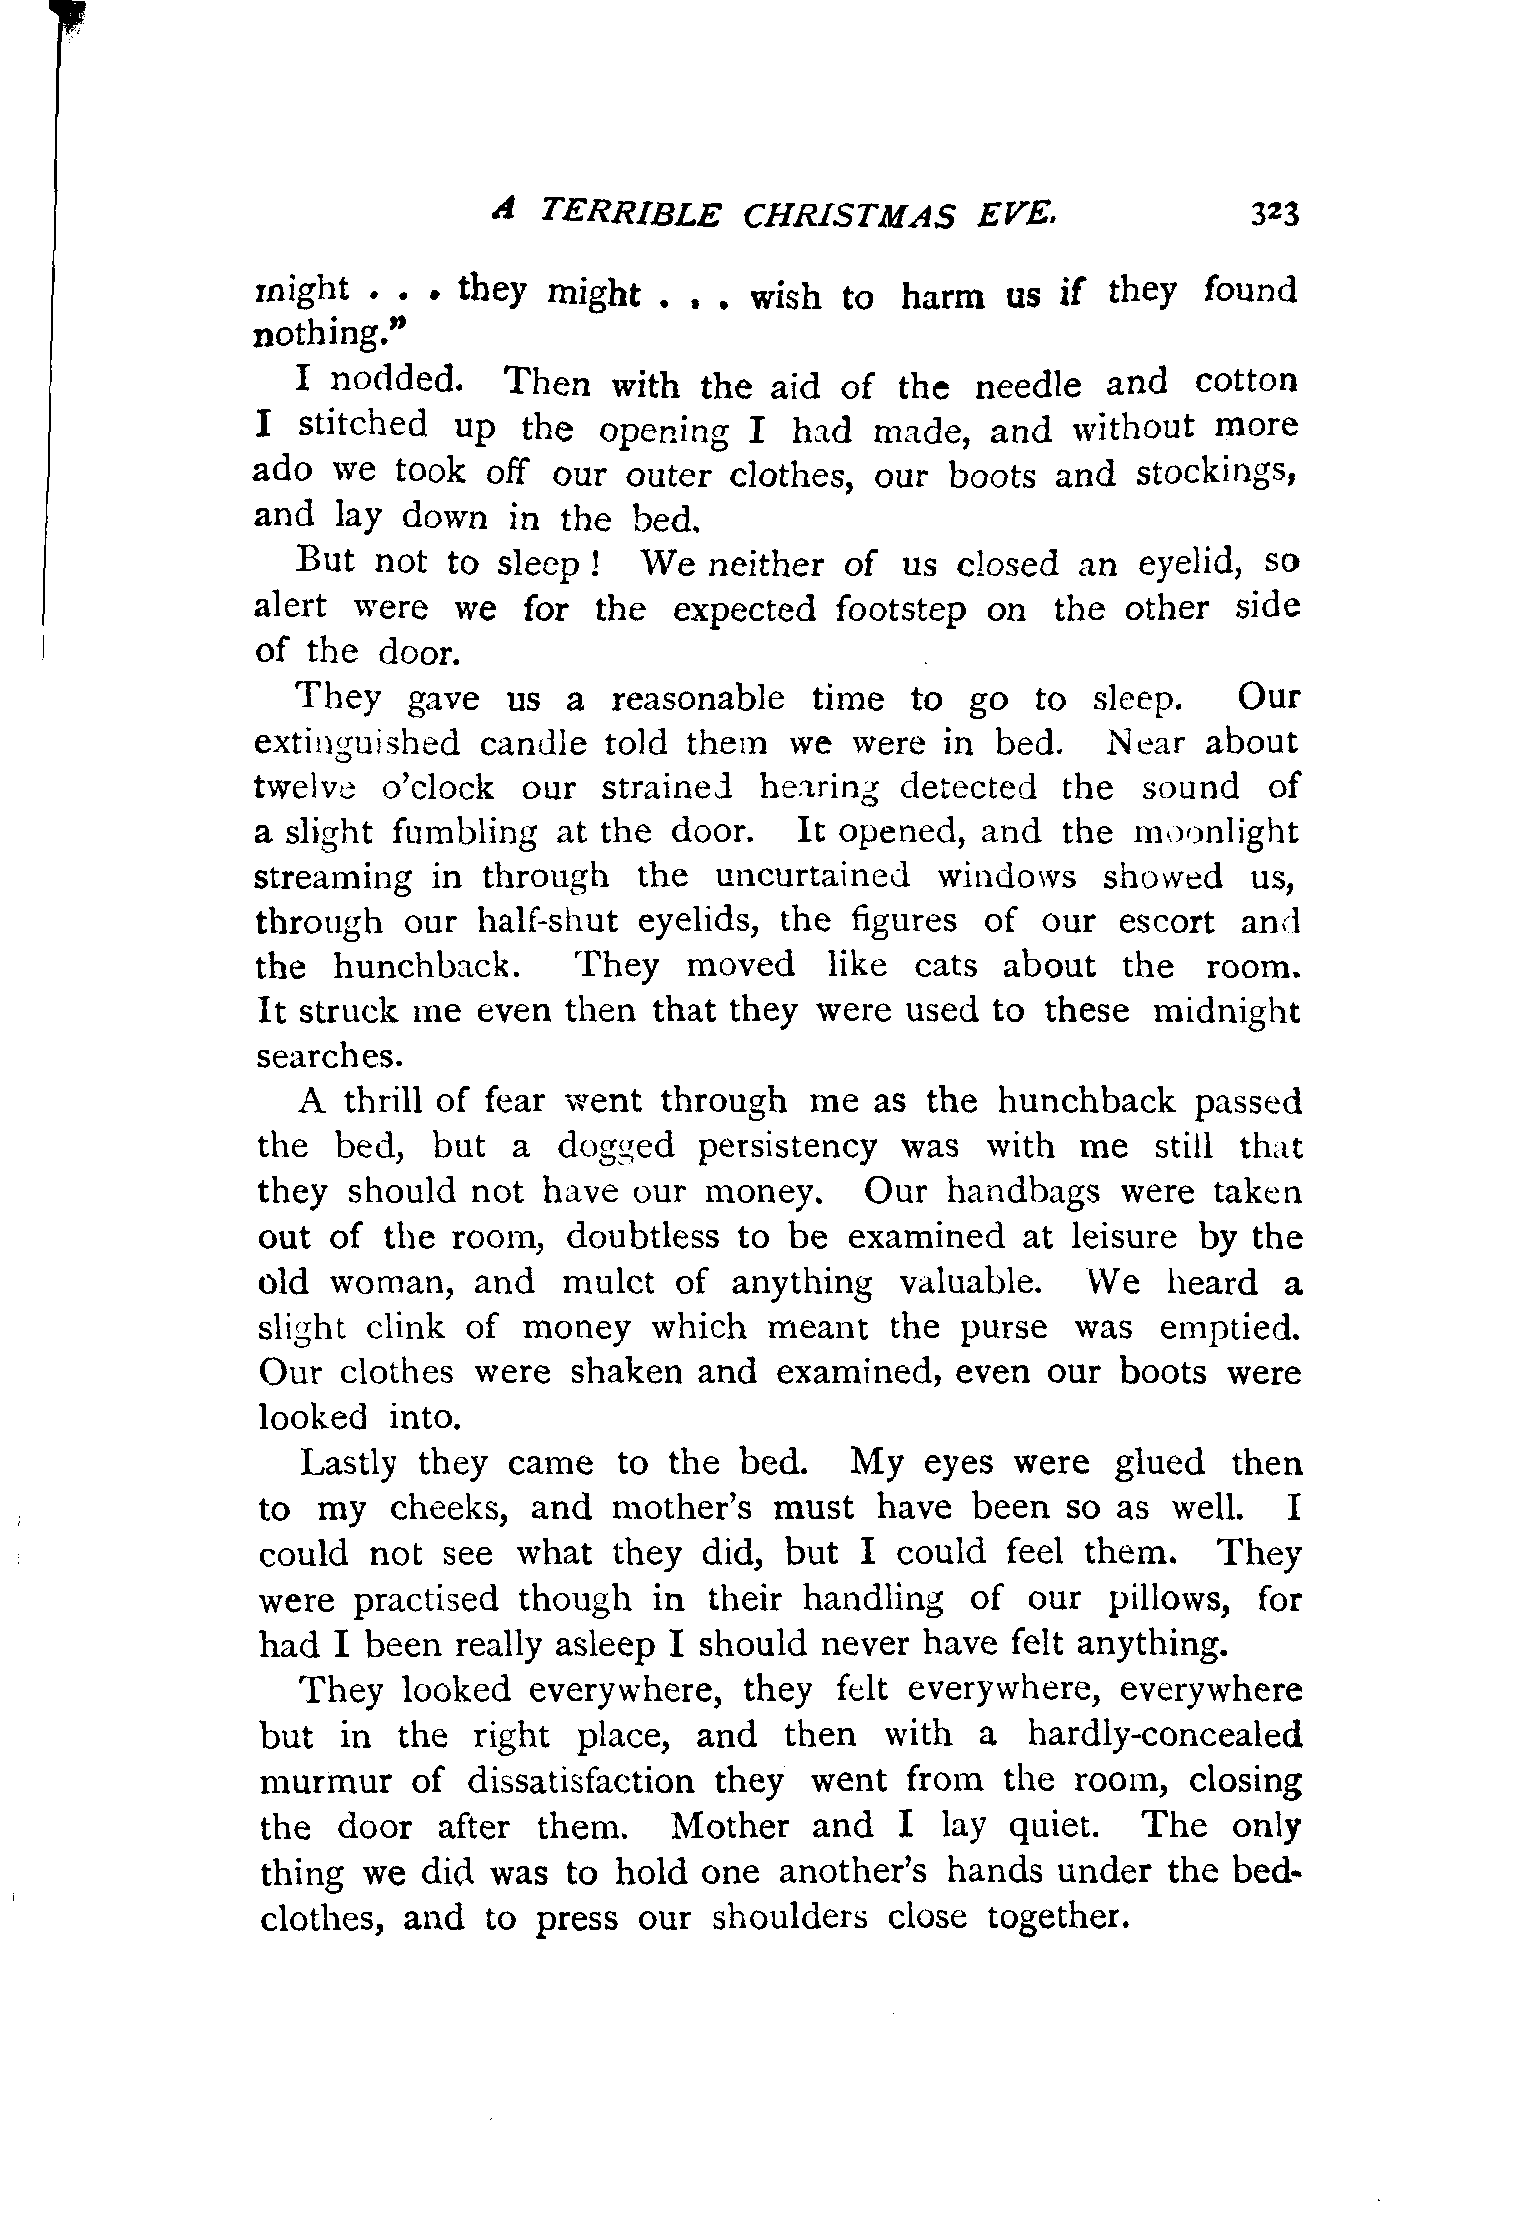 A TERRIBLE CHRISTMAS EVE. 323
might . . . they might . . . wish to harm us if they found
nothing.”
I nodded. Then with the aid of the needle and cotton
I stitched up the opening I had made, and without more
ado we took off our outer clothes, our boots and stockings,
and lay down in the bed.
But not to sleep! We neither of us closed an eyelid, so
alert were we for the expected footstep on the other side
of the door.
They gave us a reasonable time to go to sleep. Our
extinguished candle told them we were in bed. Near about
twelve o’clock our strained hearing detected the sound of
a slight fumbling at the door. It opened, and the moonlight
streaming in through the uncurtained windows showed us,
through our half-shut eyelids, the figures of our escort and
the hunchback. They moved like cats about the room.
It struck me even then that they were used to these midnight
searches.
A thrill of fear went through me as the hunchback passed
the bed, but a dogged persistency was with me still that
they should not have our money. Our handbags were taken
out of the room, doubtless to be examined at leisure by the
old woman, and mulct of anything valuable. We heard a
slight clink of money which meant the purse was emptied.
Our clothes were shaken and examined, even our boots were
looked into.
Lastly they came to the bed. My eyes were glued then
to my cheeks, and mother’s must have been so as well. I
could not see what they did, but I could feel them. They
were practised though in their handling of our pillows, for
had I been really asleep I should never have felt anything.
They looked everywhere, they felt everywhere, everywhere
but in the right place, and then with a hardly-concealed
murmur of dissatisfaction they went from the room, closing
the door after them. Mother and I lay quiet. The only
thing we did was to hold one another’s hands under the bed-
clothes, and to press our shoulders close together.